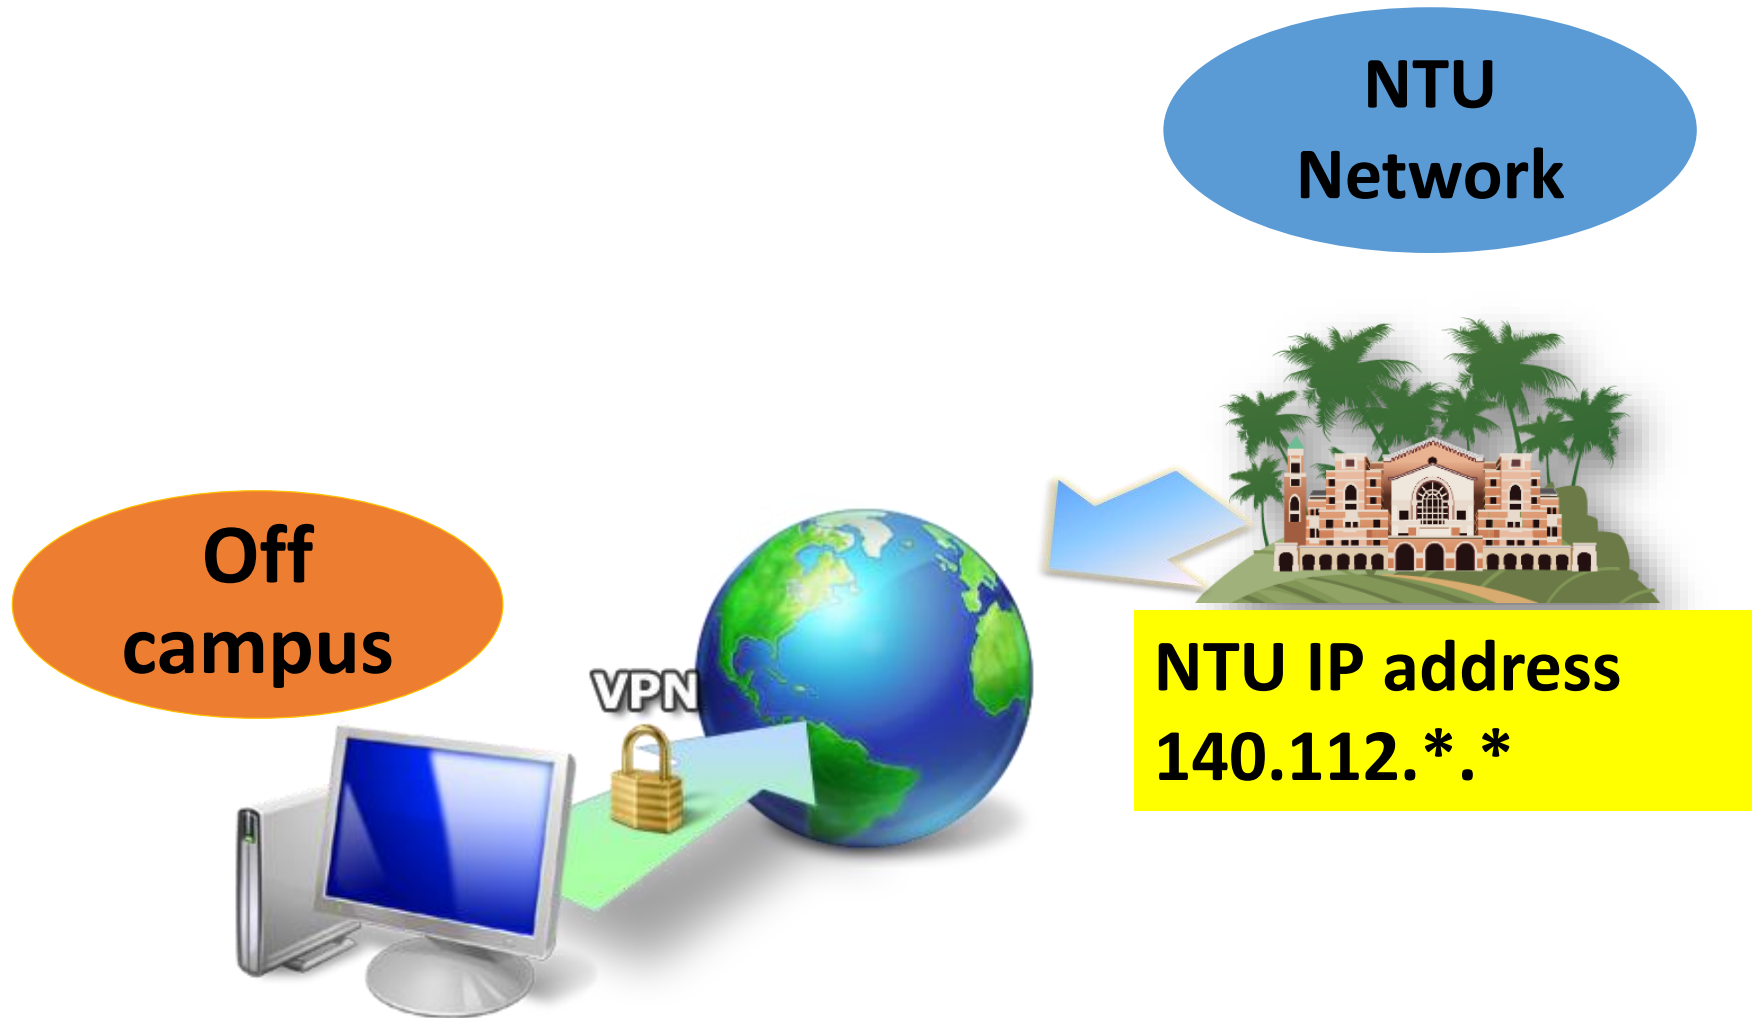 NTU
Network
Off
campus
VPN
NTU IP address
140.112.*.*